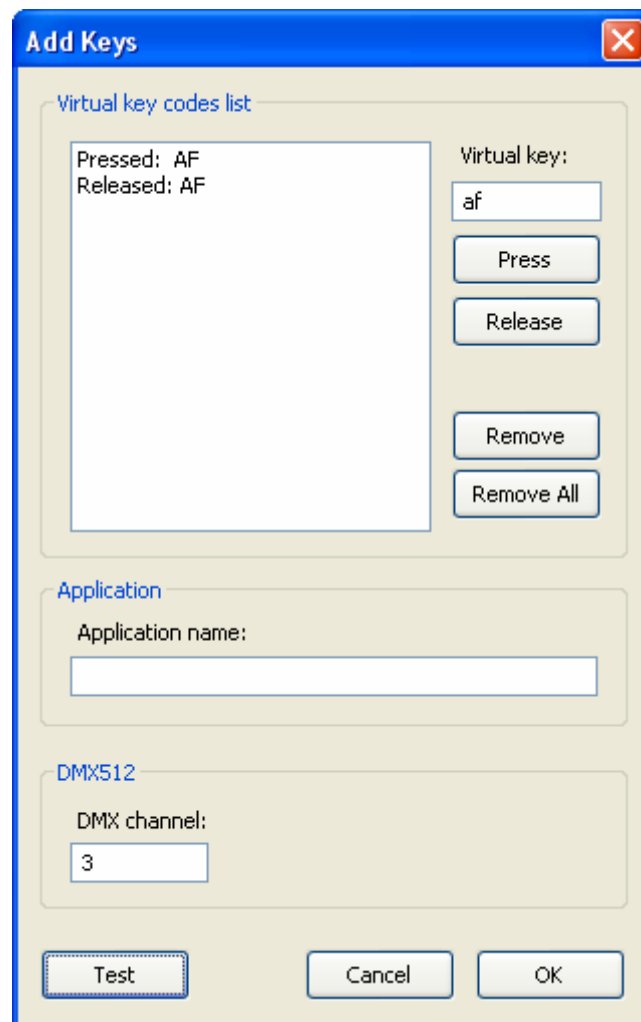 Add Keys
Virtual key codes list
Pressed:  AF
Released: AF
Virtual key:
af
Press
Release
Remove
Remove All
Application
Application name:
DMX512
DMX channel:
3
Test
Cancel
OK